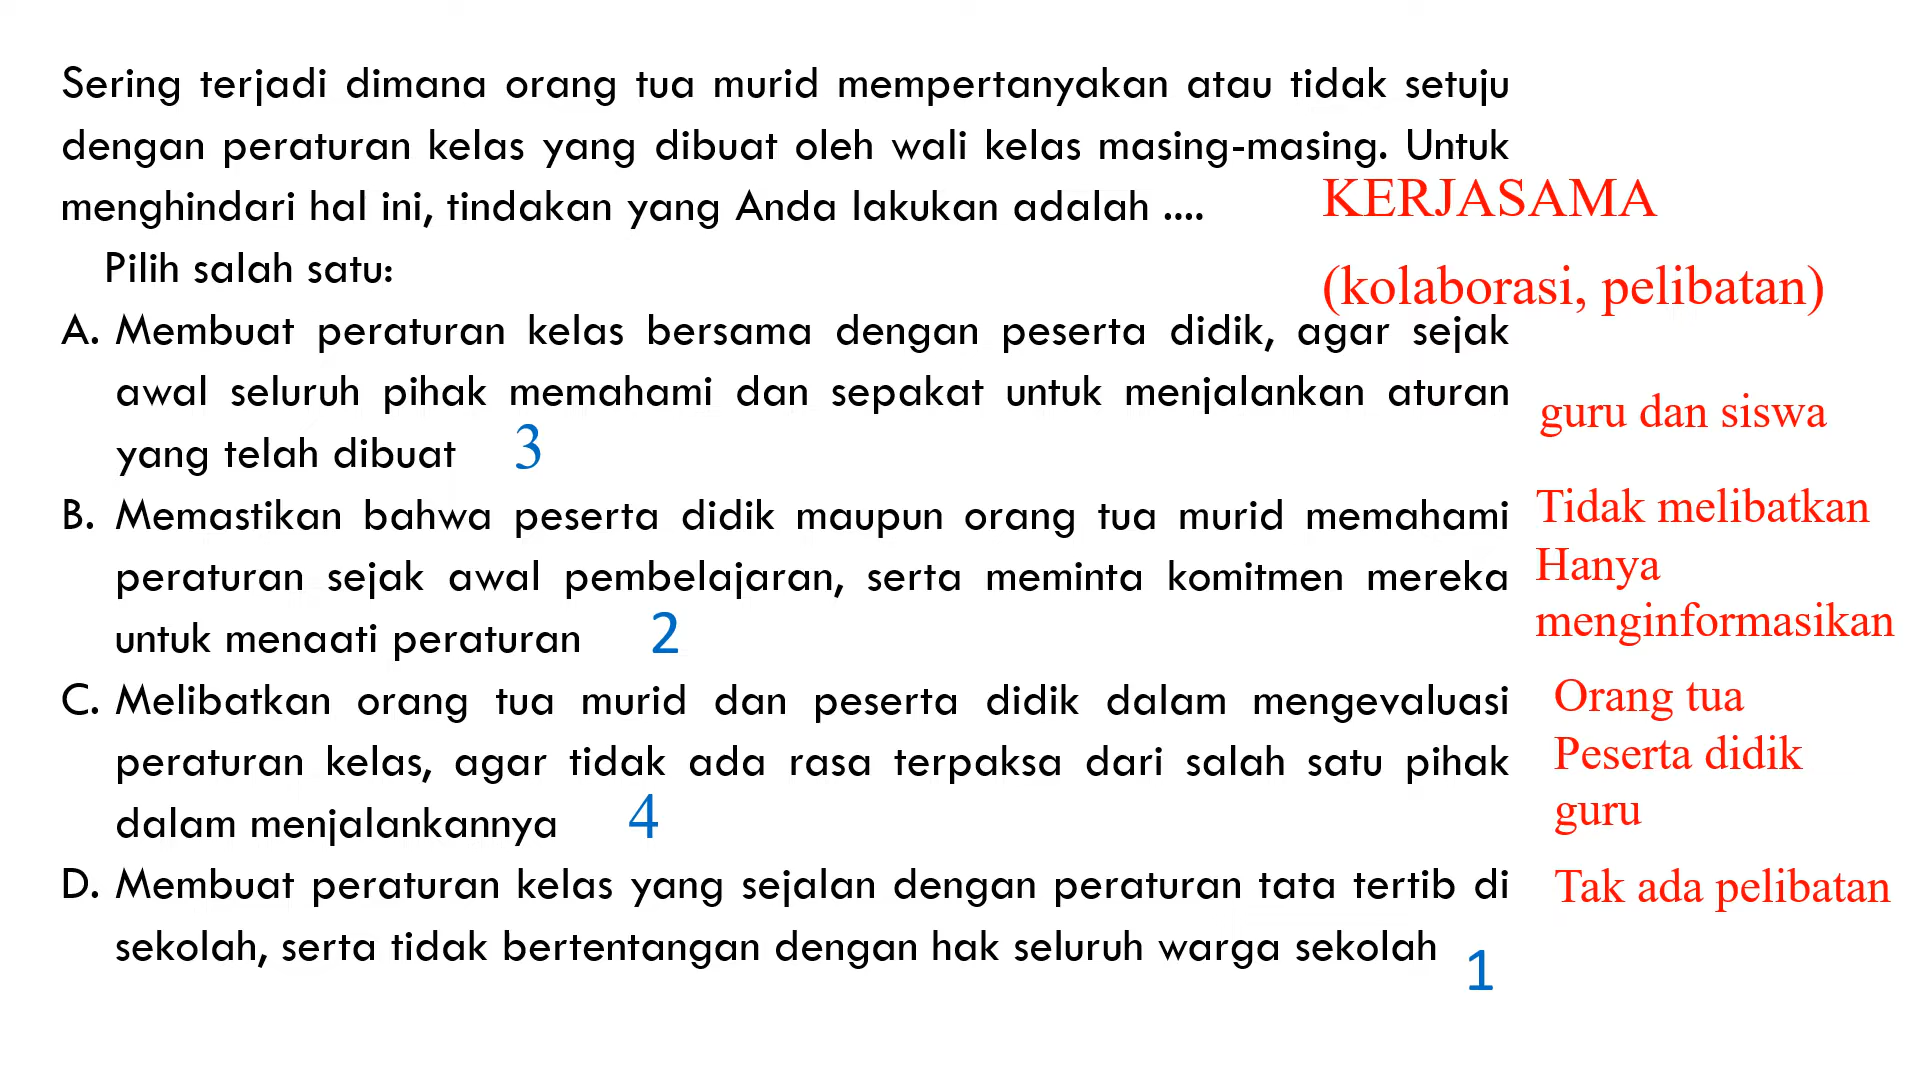 Sering terjadi dimana orang tua murid mempertanyakan atau tidak setuju
dengan peraturan kelas yang dibuat oleh wali kelas masing-masing. Untuk
menghindari hal ini, tindakan yang Anda lakukan adalah ....
KERJASAMA
(kolaborasi, pelibatan)
Pilih salah satu:
A. Membuat peraturan kelas bersama dengan peserta didik, agar sejak
awal seluruh pihak memahami dan sepakat untuk menjalankan aturan
yang telah dibuat 3
guru dan siswa
B. Memastikan bahwa peserta didik maupun orang tua murid memahami
peraturan sejak awal pembelajaran, serta meminta komitmen mereka
untuk menaati peraturan 2
Tidak melibatkan
Hanya
menginformasikan
C. Melibatkan orang tua murid dan peserta didik dalam mengevaluasi
peraturan kelas, agar tidak ada rasa terpaksa dari salah satu pihak
dalam menjalankannya 4
Orang tua
Peserta didik
guru
D. Membuat peraturan kelas yang sejalan dengan peraturan tata tertib di
sekolah, serta tidak bertentangan dengan hak seluruh warga sekolah 1
Tak ada pelibatan